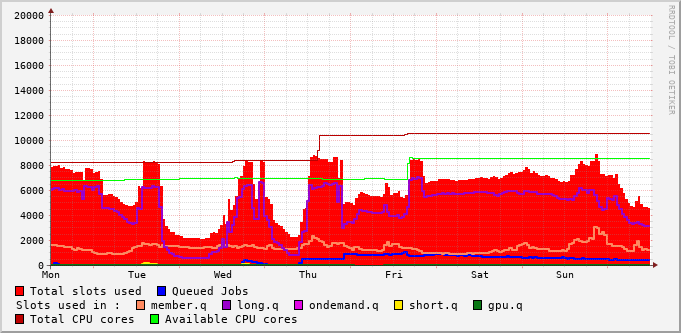 RRDTOOL / TOBI OETIKER
20000
18000
16000
14000
12000
10000
8000
6000
4000
2000
0
Mon Tue Wed Thu Fri Sat Sun
Total slots used Queued Jobs
Slots used in : member.q long.q ondemand.q short.q gpu.q
Total CPU cores Available CPU cores